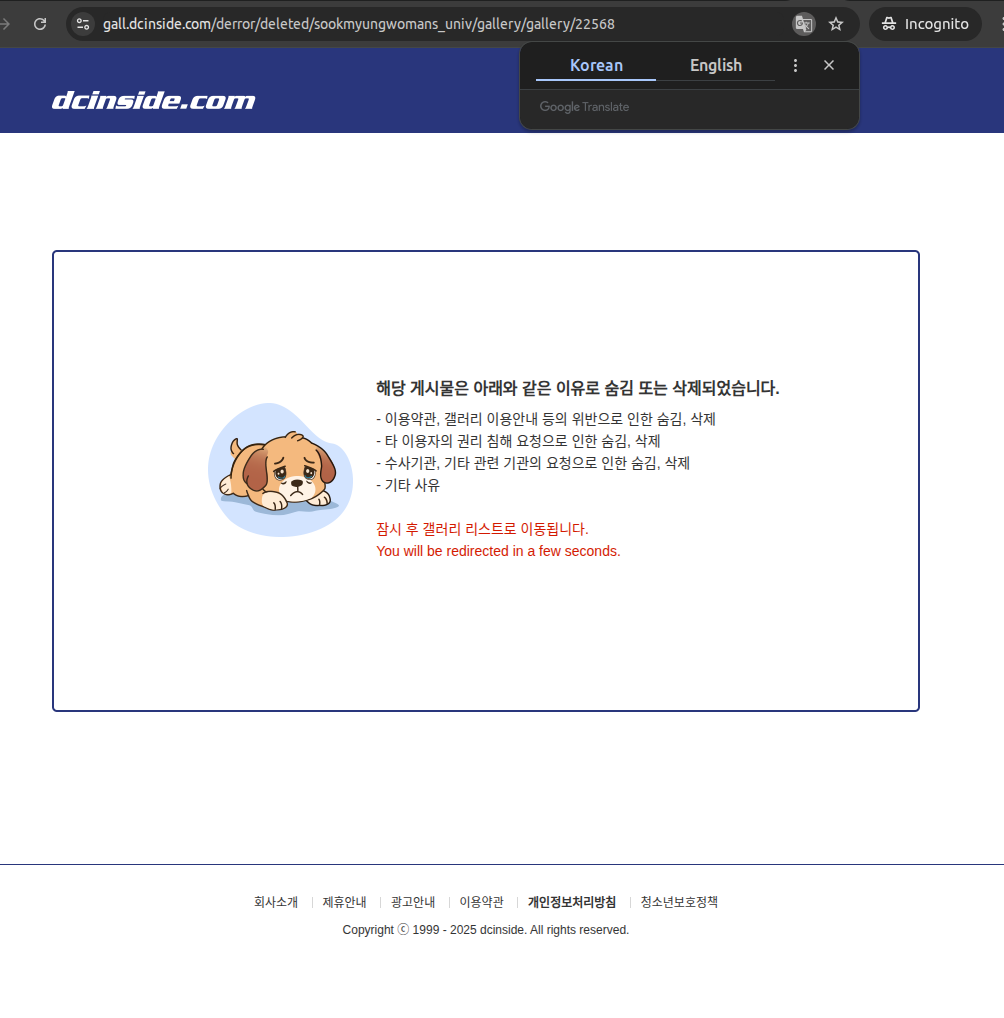 gall.dcinside.com/derror/deleted/sookmyungwomans_univ/gallery/gallery/22568
Incognito
Korean English
Google Translate
dcinside.com
해당 게시물은 아래와 같은 이유로 숨김 또는 삭제되었습니다.
- 이용약관, 갤러리 이용안내 등의 위반으로 인한 숨김, 삭제
- 타 이용자의 권리 침해 요청으로 인한 숨김, 삭제
- 수사기관, 기타 관련 기관의 요청으로 인한 숨김, 삭제
- 기타 사유
잠시 후 갤러리 리스트로 이동됩니다.
You will be redirected in a few seconds.
회사소개 제휴안내 광고안내 이용약관 개인정보처리방침 청소년보호정책
Copyright ⓒ 1999 - 2025 dcinside. All rights reserved.